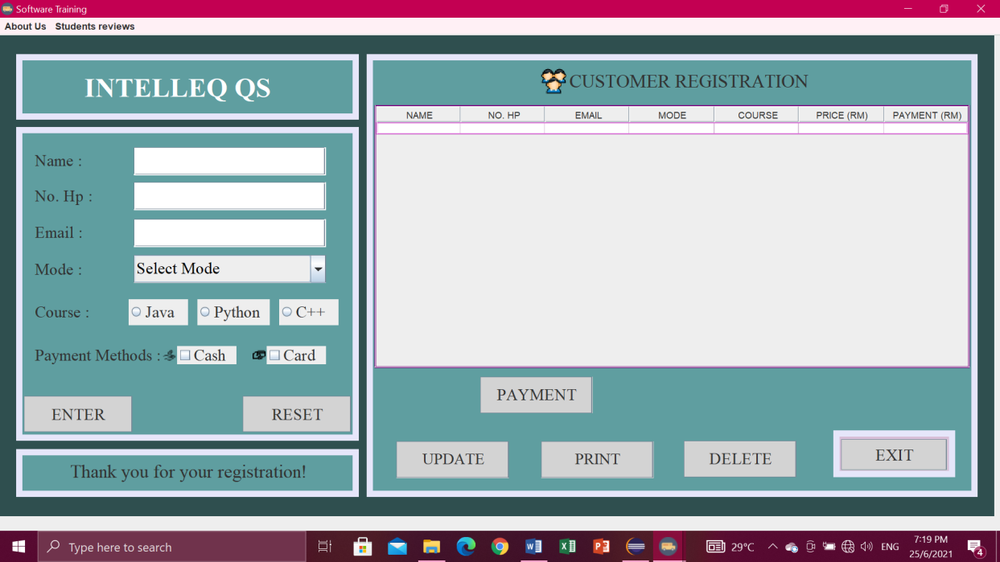 Software Training
About Us Students reviews
INTELLEQ QS
Name :
No. Hp :
Email :
Mode : Select Mode
Course : Java Python C++
Payment Methods : Cash Card
ENTER RESET
Thank you for your registration!
CUSTOMER REGISTRATION
NAME NO. HP EMAIL MODE COURSE PRICE (RM) PAYMENT (RM)
PAYMENT
UPDATE PRINT DELETE EXIT
Type here to search
29°C
ENG
7:19 PM
25/6/2021
4